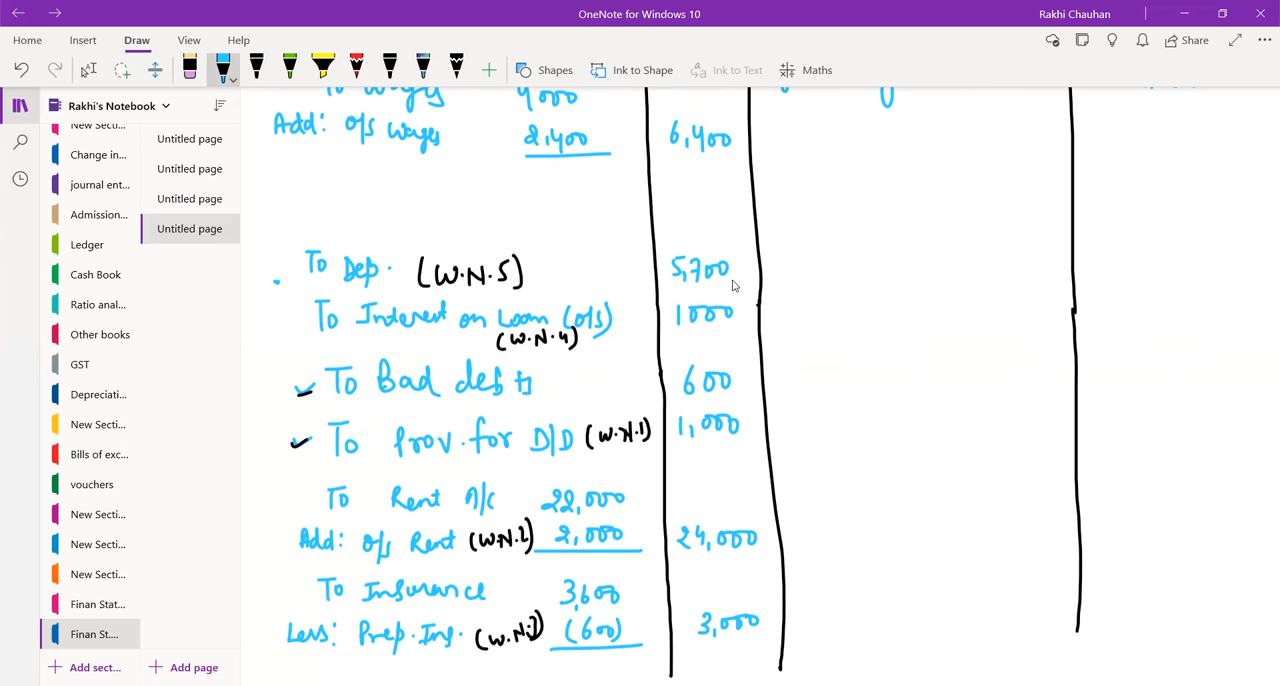 OneNote for Windows 10
Rakhi Chauhan
Home Insert Draw View Help
Share
Shapes Ink to Shape Ink to Text Maths
Rakhi's Notebook
New Secti...
Change in...
journal ent...
Admission...
Ledger
Cash Book
Ratio anal...
Other books
GST
Depreciati...
New Secti...
Bills of exc...
vouchers
New Secti...
New Secti...
New Secti...
Finan Stat...
Finan St....
Add sect...
Untitled page
Untitled page
Untitled page
Untitled page
Add page
To Wages 4000
Add: o/s Wages 2,400 6,400
To Dep. (W.N.5) 5,700
To Interest on Loan (o/s) 1000
(W.N.4)
To Bad debts 600
To Prov. for D/D (W.N.1) 1,000
To Rent A/c 22,000
Add: o/s Rent (W.N.2) 2,000 24,000
To Insurance 3,600
Less: Prep. Ins. (600) 3,000